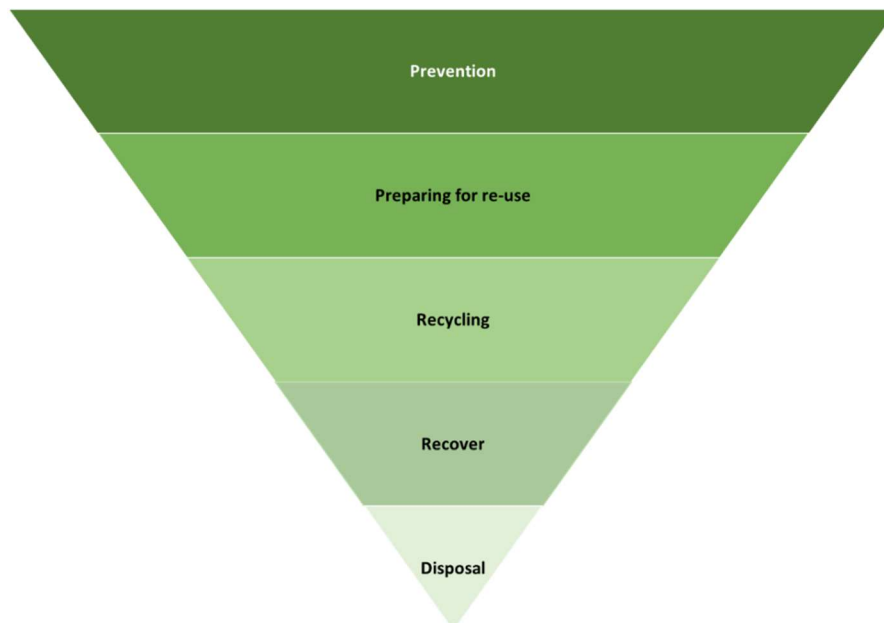 Prevention
Preparing for re-use
Recycling
Recover
Disposal